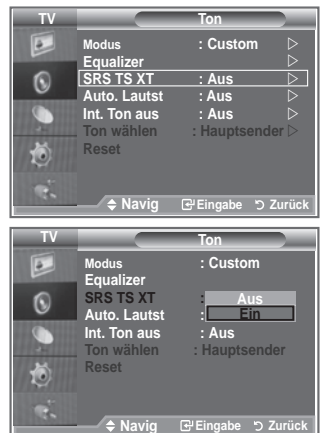 TV Ton
Modus : Custom
Equalizer
SRS TS XT : Aus
Auto. Lautst : Aus
Int. Ton aus : Aus
Ton wählen : Hauptsender
Reset
Navig Eingabe Zurück
TV Ton
Modus : Custom
Equalizer
SRS TS XT : Aus
Auto. Lautst : Ein
Int. Ton aus : Aus
Ton wählen : Hauptsender
Reset
Navig Eingabe Zurück